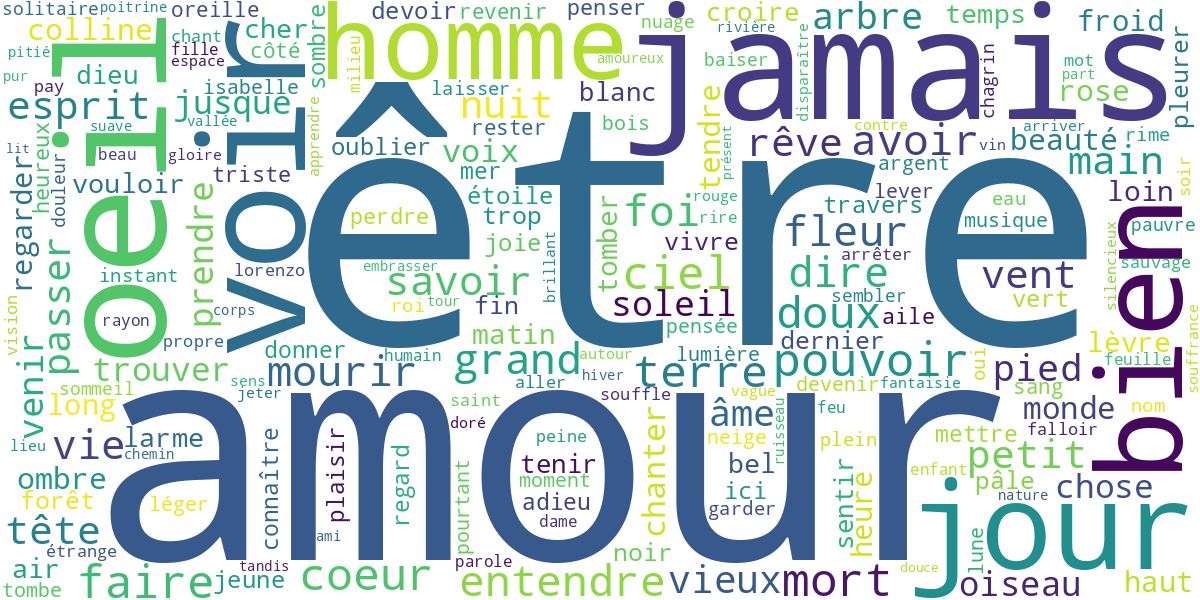 solitaire
poitrine
oreille
devoir
revenir
penser
nuage
croire
arbre
temps
froid
colline
chant
cher
sombre
homme
jamais
rivière
disparaître
pleurer
pitié
fille
côté
milieu
amoureux
baiser
chagrin
mot
pur
espace
dieu
oeil
voir
isabelle
laisser
blanc
tendre
part
rose
pay
esprit
jusque
nuit
contre
arriver
suave
vallée
apprendre
rester
bois
présent
rêve
avoir
vin
beauté
rime
lit
heureux
douleur
beau
gloire
oublier
voix
argent
main
soir
regarder
vouloir
triste
mer
étoile
rouge
lever
loin
perdre
trop
foi
rire
travers
eau
musique
silencieux
pauvre
être
prendre
joie
tomber
vivre
fleur
arrêter
bien
sauvage
passer
instant
lorenzo
embrasser
brillant
savoir
ciel
dire
vent
vision
rayon
corps
roi
tour
fin
soleil
sembler
vert
souffrance
propre
matin
pensée
doux
aile
venir
donner
humain
autour
lumière
dernier
oui
lèvre
feuille
trouver
sens
mourir
grand
hiver
terre
pouvoir
pied
sommeil
jeter
aller
souffle
vague
devenir
fantaisie
sang
long
saint
doré
âme
feu
monde
nom
lieu
vie
larme
chemin
amour
peine
chanter
neige
ruisseau
plein
mettre
falloir
ombre
connaître
plaisir
regard
pourtant
tenir
moment
bel
enfant
petit
forêt
léger
adieu
ici
garder
sentir
heure
pâle
nature
chose
tête
ami
dame
jour
étrange
noir
lune
air
tandis
parole
douce
tombe
faire
jeune
coeur
entendre
vieux
mort
oiseau
haut